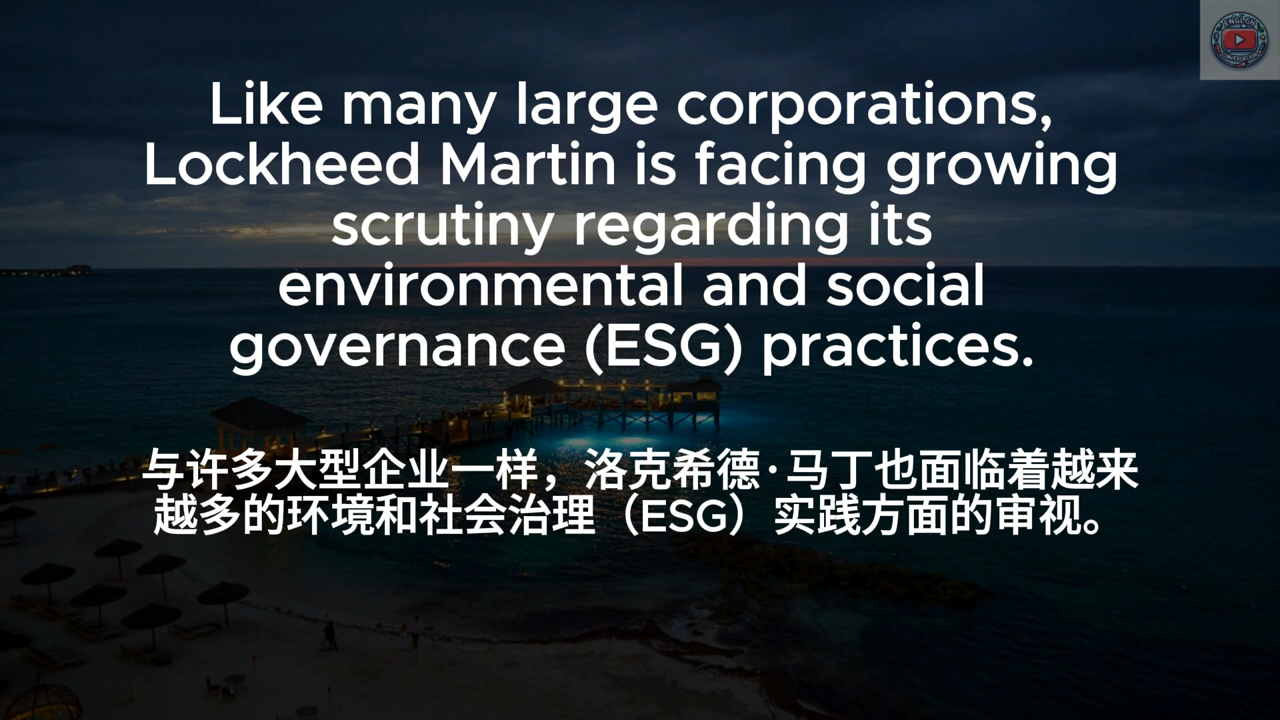 Like many large corporations,
Lockheed Martin is facing growing
scrutiny regarding its
environmental and social
governance (ESG) practices.
与许多大型企业一样，洛克希德·马丁也面临着越来
越多的环境和社会治理（ESG）实践方面的审视。